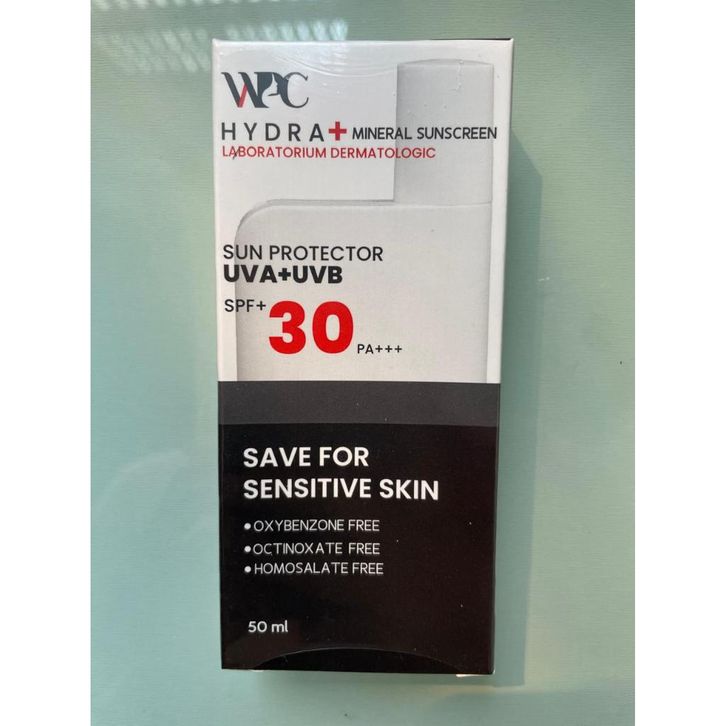 WPC
HYDRA+ MINERAL SUNSCREEN
LABORATORIUM DERMATOLOGIC
SUN PROTECTOR
UVA+UVB
SPF+ 30 PA+++
SAVE FOR
SENSITIVE SKIN
•OXYBENZONE FREE
•OCTINOXATE FREE
•HOMOSALATE FREE
50 ml